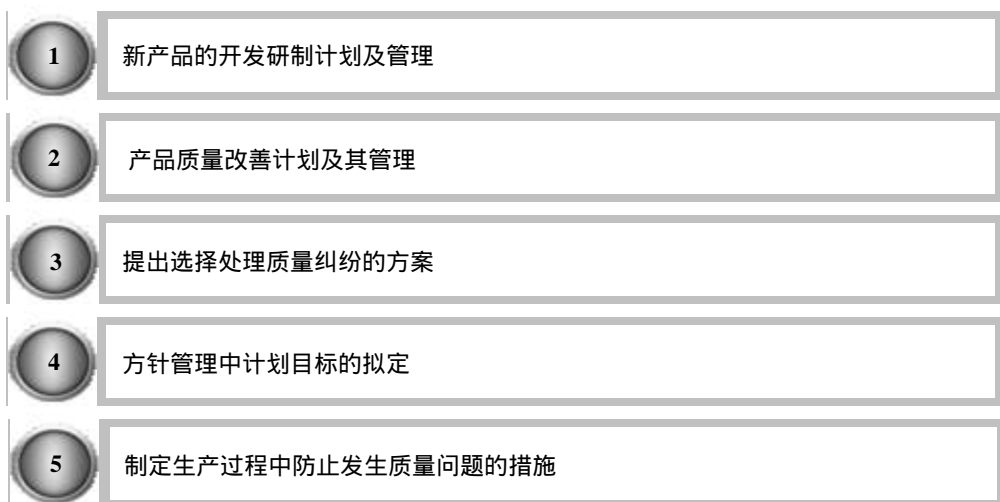 1 新产品的开发研制计划及管理
2 产品质量改善计划及其管理
3 提出选择处理质量纠纷的方案
4 方针管理中计划目标的拟定
5 制定生产过程中防止发生质量问题的措施